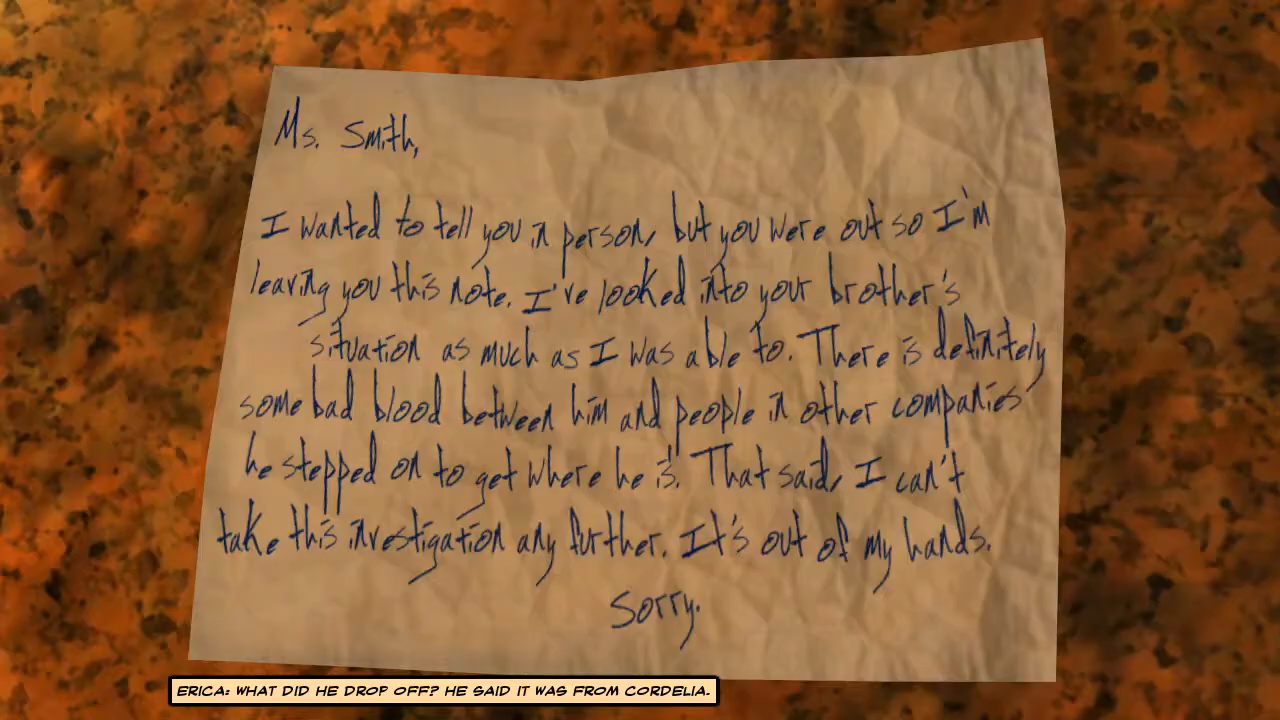 Ms. Smith,
I wanted to tell you in person, but you were out so I'm
leaving you this note. I've looked into your brother's
situation as much as I was able to. There is definitely
some bad blood between him and people in other companies
he stepped on to get where he is. That said, I can't
take this investigation any further. It's out of my hands.
Sorry.
ERICA: WHAT DID HE DROP OFF? HE SAID IT WAS FROM CORDELIA.